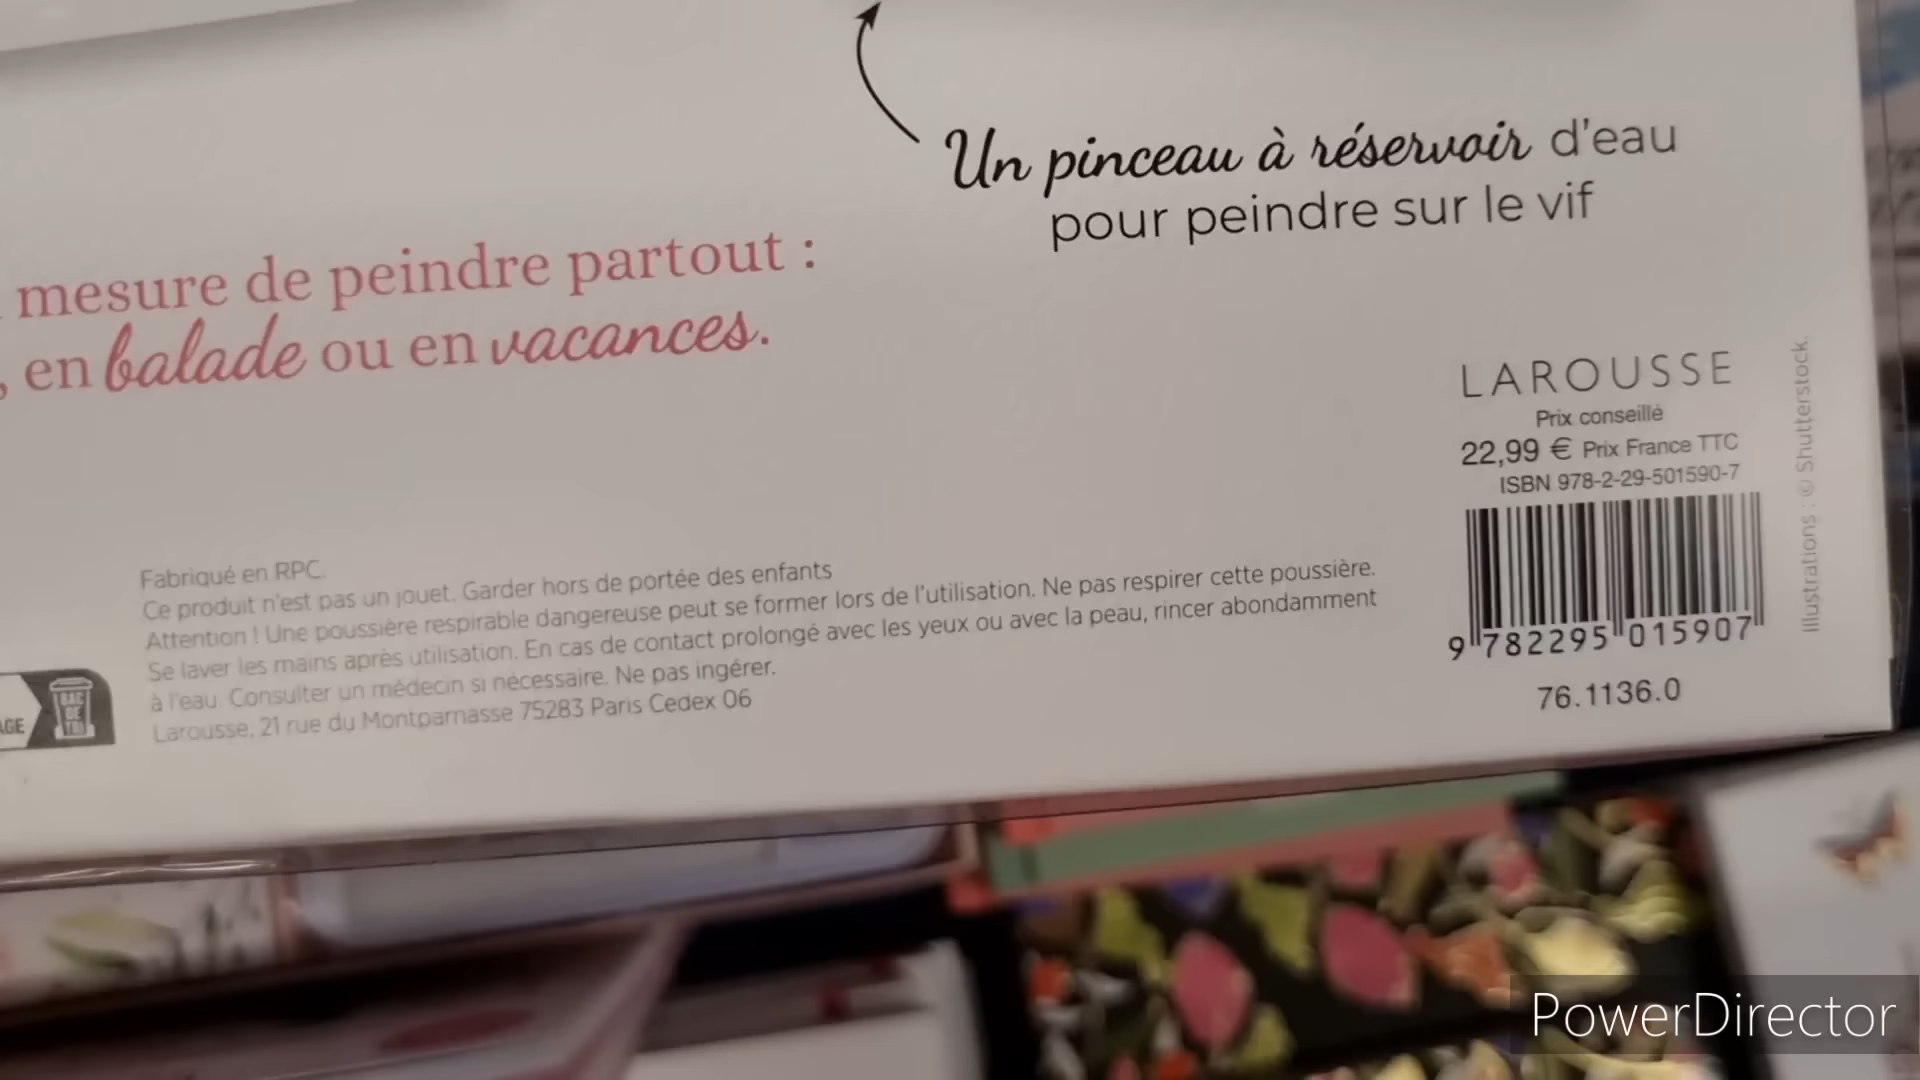 Un pinceau à réservoir d'eau
pour peindre sur le vif
mesure de peindre partout :
, en balade ou en vacances.
LAROUSSE
Prix conseillé
22,99 € Prix France TTC
ISBN 978-2-29-501590-7
9 782295 015907
76.1136.0
Illustrations : © Shutterstock.
Fabriqué en RPC.
Ce produit n'est pas un jouet. Garder hors de portée des enfants
Attention ! Une poussière respirable dangereuse peut se former lors de l'utilisation. Ne pas respirer cette poussière.
Se laver les mains après utilisation. En cas de contact prolongé avec les yeux ou avec la peau, rincer abondamment
à l'eau. Consulter un médecin si nécessaire. Ne pas ingérer.
Larousse, 21 rue du Montparnasse 75283 Paris Cedex 06
BAC
DE
TRI
PowerDirector